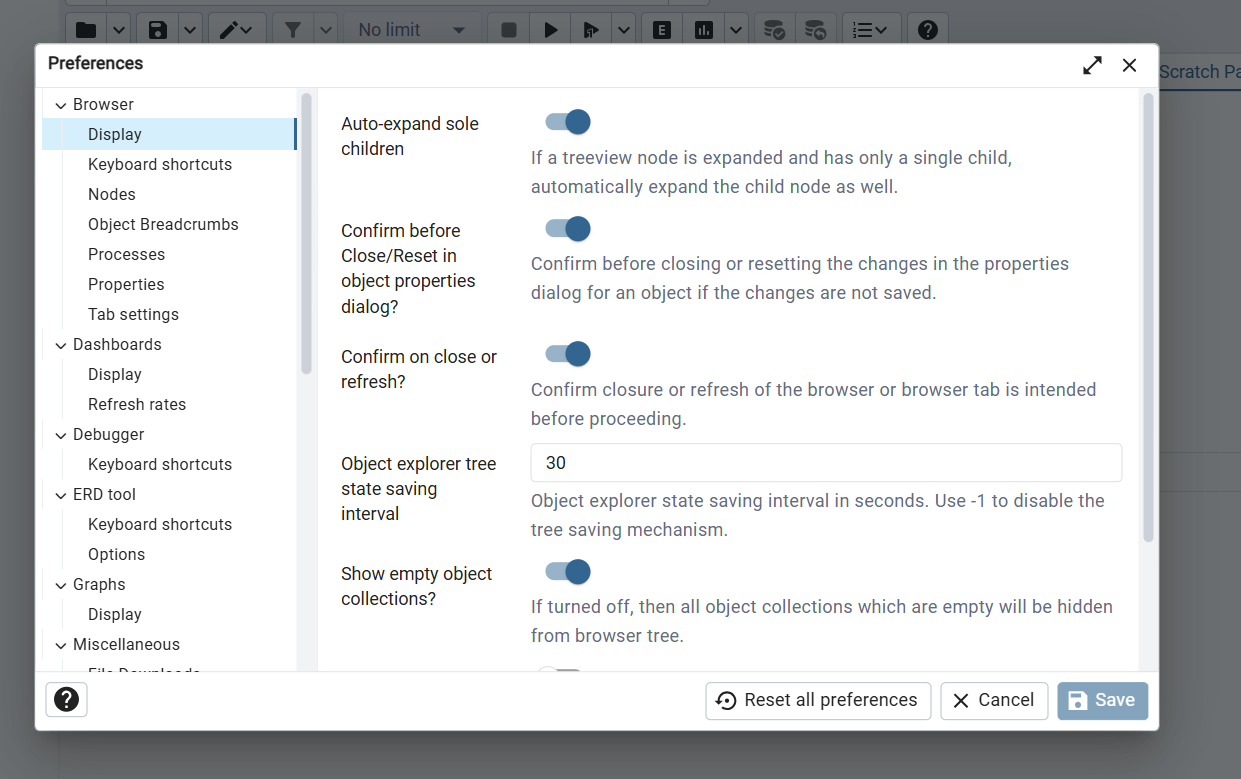 No limit
E
Scratch Pa
Preferences
Browser
Display
Keyboard shortcuts
Nodes
Object Breadcrumbs
Processes
Properties
Tab settings
Dashboards
Display
Refresh rates
Debugger
Keyboard shortcuts
ERD tool
Keyboard shortcuts
Options
Graphs
Display
Miscellaneous
File Downloads
Auto-expand sole
children
If a treeview node is expanded and has only a single child,
automatically expand the child node as well.
Confirm before
Close/Reset in
object properties
dialog?
Confirm before closing or resetting the changes in the properties
dialog for an object if the changes are not saved.
Confirm on close or
refresh?
Confirm closure or refresh of the browser or browser tab is intended
before proceeding.
Object explorer tree
state saving
interval
30
Object explorer state saving interval in seconds. Use -1 to disable the
tree saving mechanism.
Show empty object
collections?
If turned off, then all object collections which are empty will be hidden
from browser tree.
Reset all preferences
Cancel
Save